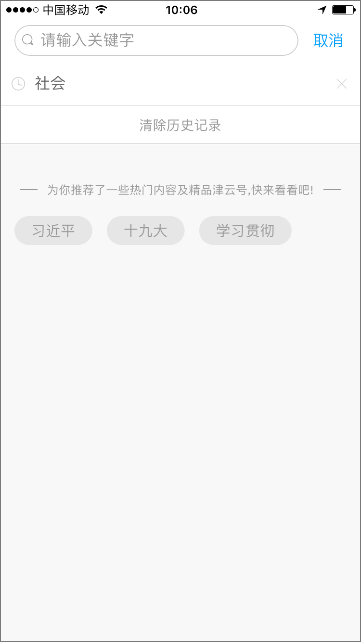 中国移动 10:06
请输入关键字 取消
社会
清除历史记录
为你推荐了一些热门内容及精品津云号,快来看看吧!
习近平 十九大 学习贯彻